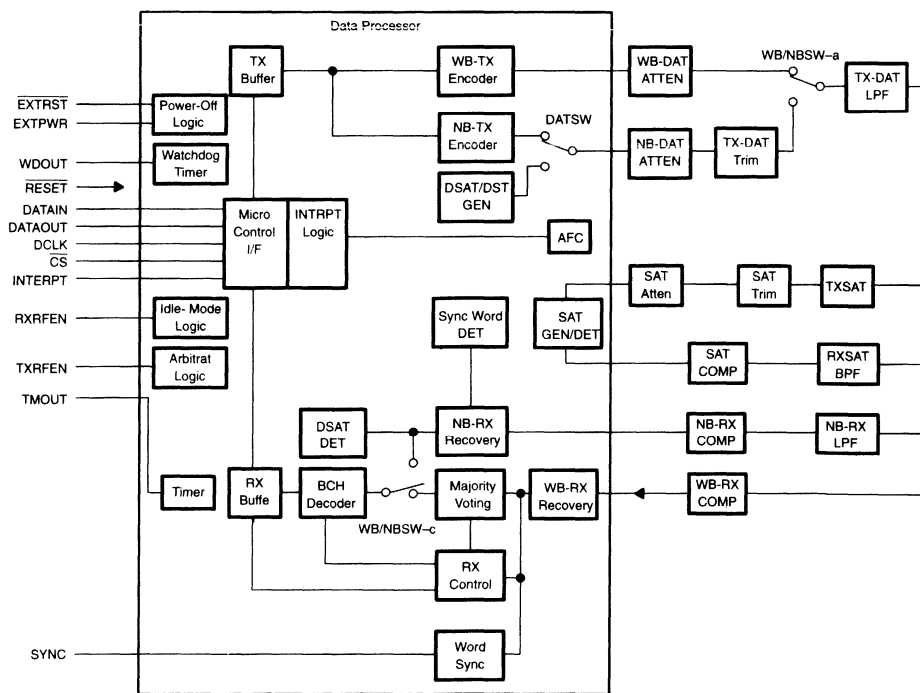 Data Processor
TX
Buffer
WB-TX
Encoder
WB-DAT
ATTEN
WB/NBSW-a
TX-DAT
LPF
EXTRST
EXTPWR
Power-Off
Logic
NB-TX
Encoder
DATSW
NB-DAT
ATTEN
TX-DAT
Trim
WDOUT
Watchdog
Timer
RESET
DSAT/DST
GEN
DATAIN
DATAOUT
DCLK
CS
INTERPT
Micro
Control
I/F
INTRPT
Logic
AFC
SAT
Atten
SAT
Trim
TXSAT
RXRFEN
Idle- Mode
Logic
Sync Word
DET
SAT
GEN/DET
TXRFEN
Arbitrat
Logic
SAT
COMP
RXSAT
BPF
TMOUT
DSAT
DET
NB-RX
Recovery
NB-RX
COMP
NB-RX
LPF
Timer
RX
Buffe
BCH
Decoder
Majority
Voting
WB-RX
Recovery
WB-RX
COMP
WB/NBSW-c
RX
Control
SYNC
Word
Sync